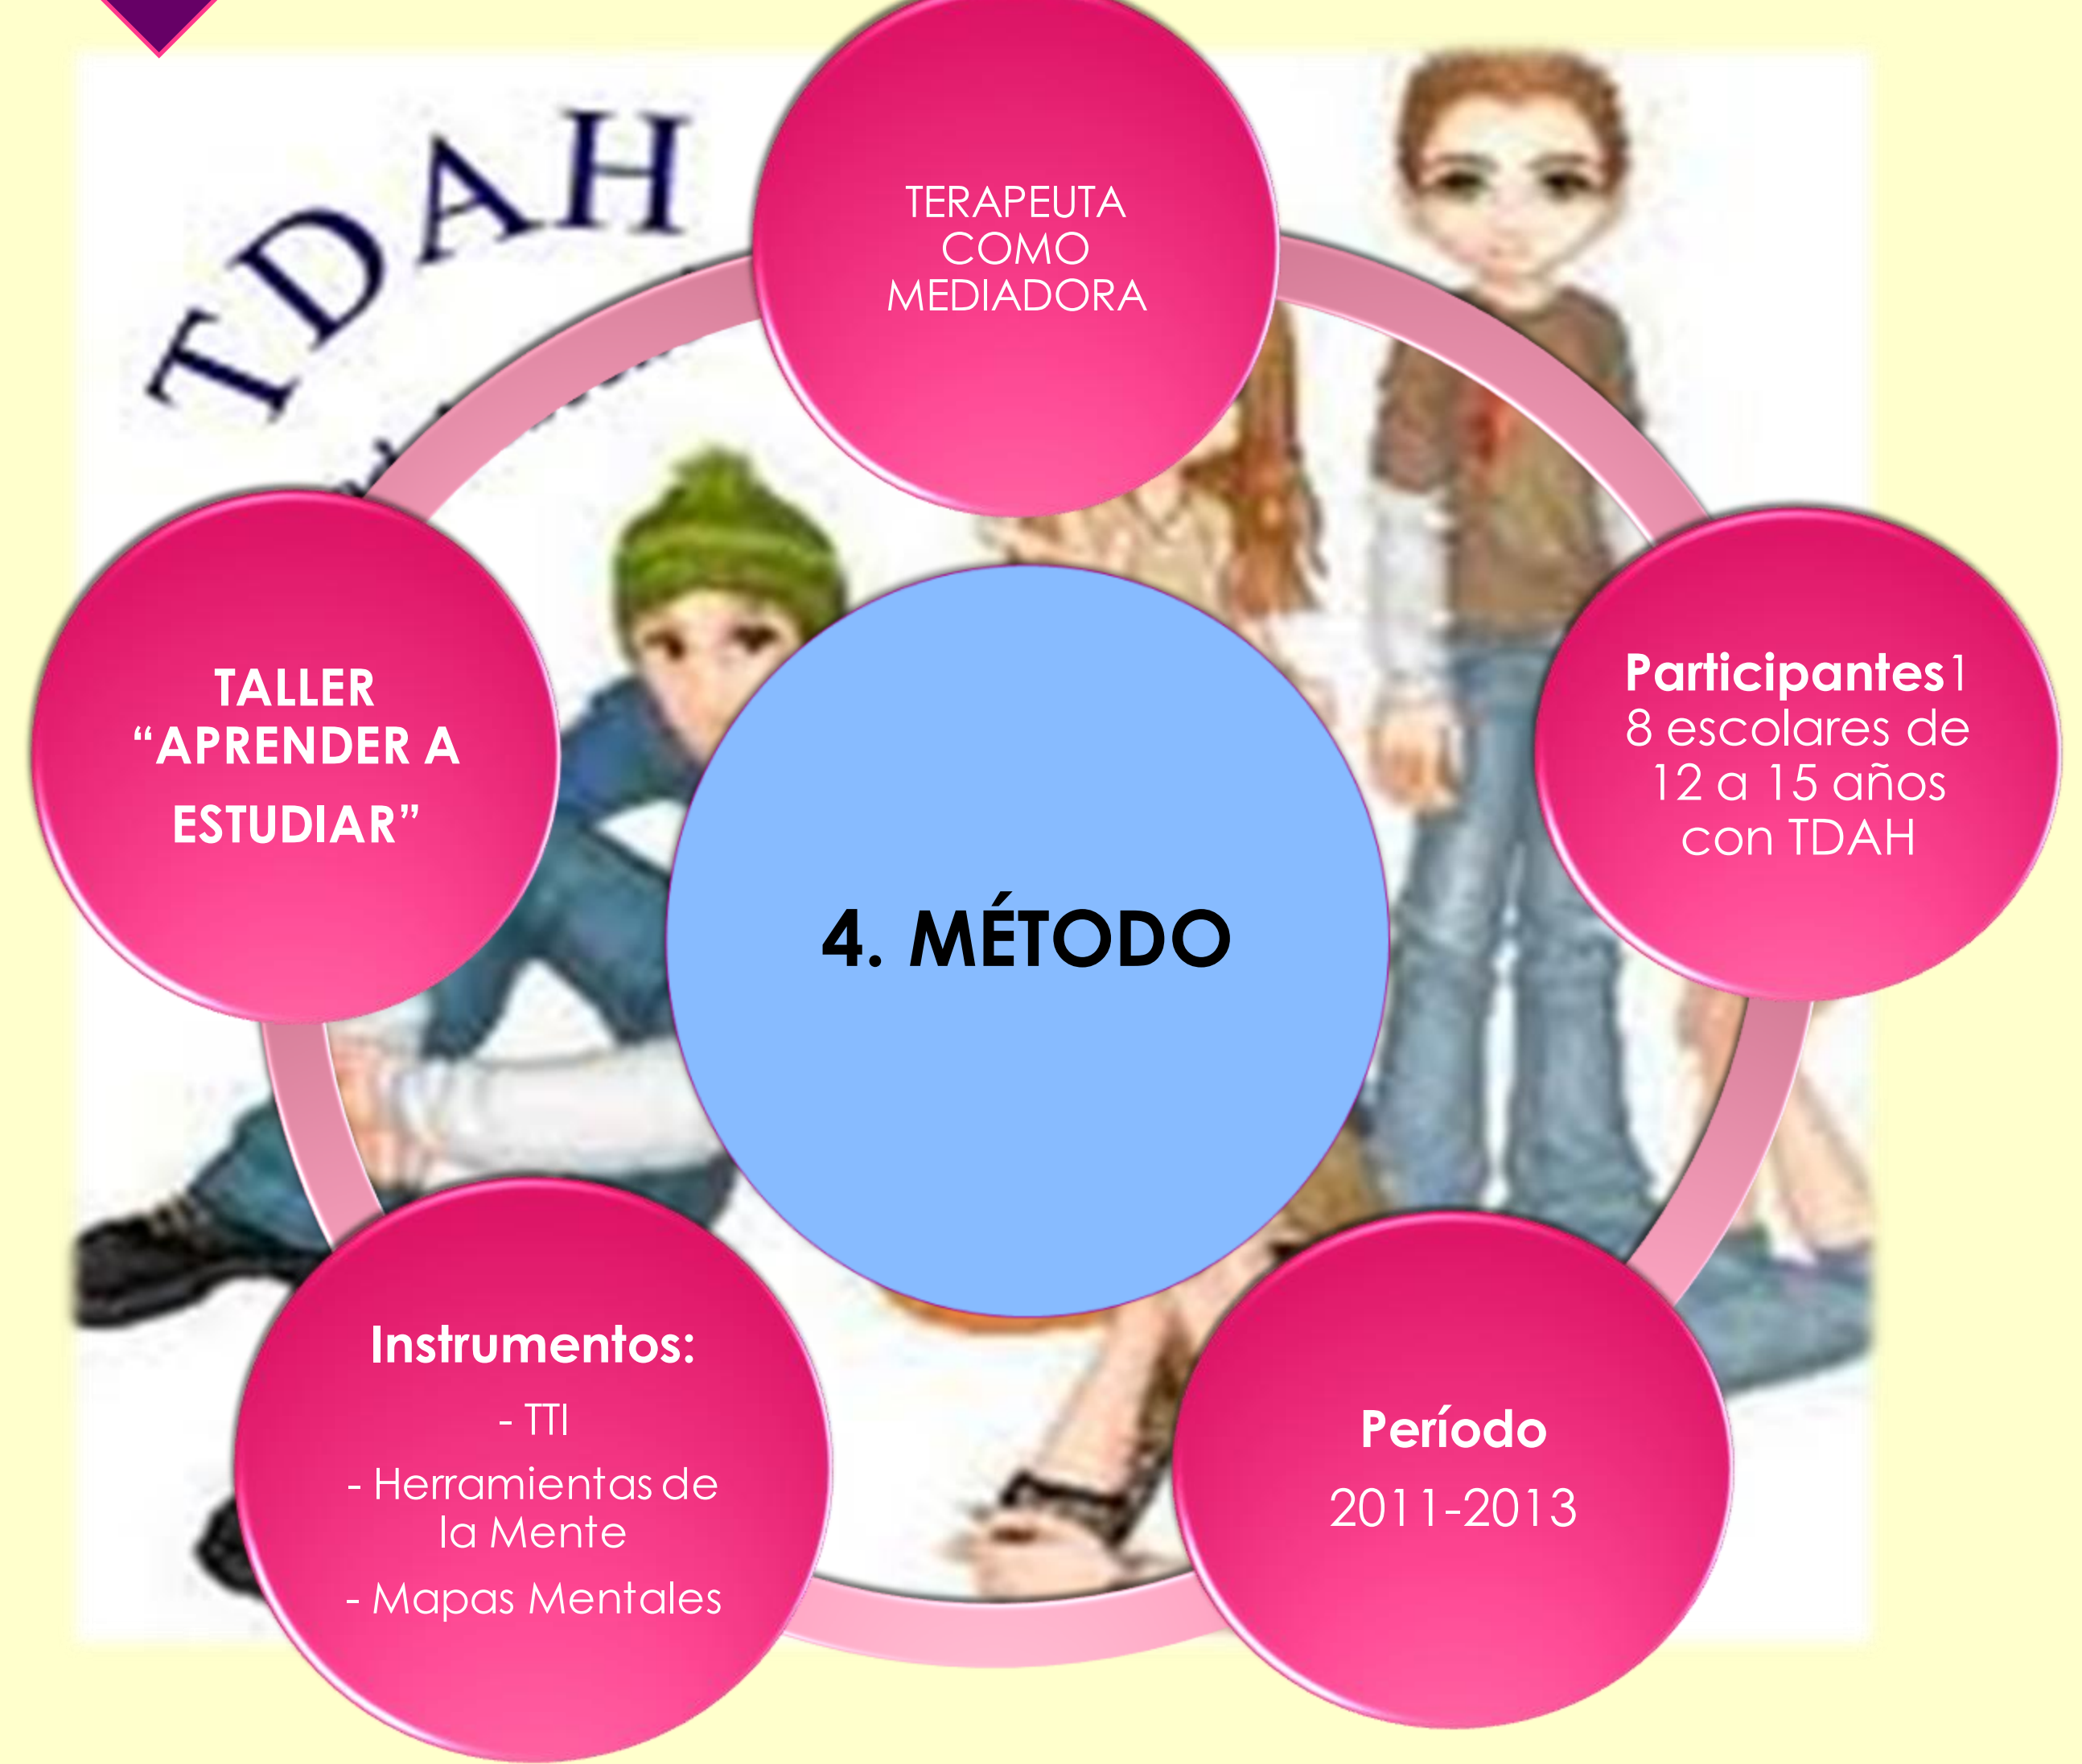 TDAH
TERAPEUTA
COMO
MEDIADORA
Participantes1
8 escolares de
12 a 15 años
con TDAH
TALLER
“APRENDER A
ESTUDIAR”
4. MÉTODO
Instrumentos:
- TTI
- Herramientas de
la Mente
- Mapas Mentales
Período
2011-2013